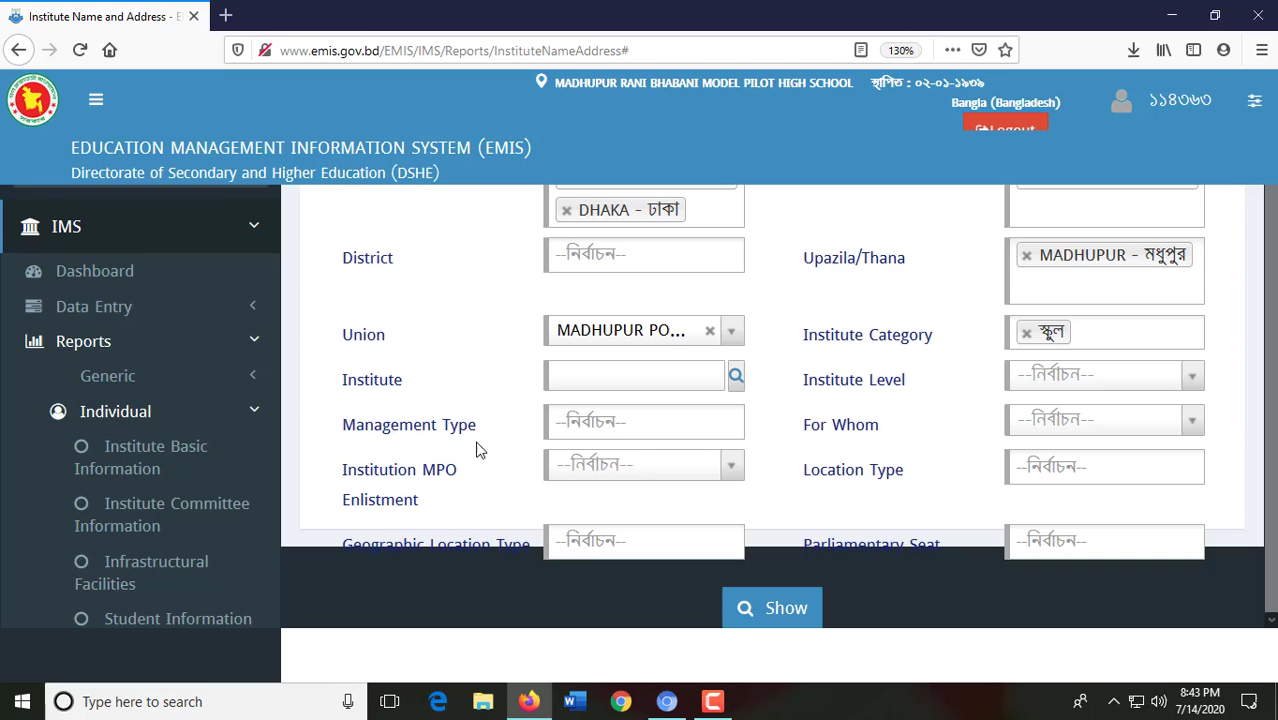 Institute Name and Address - E
www.emis.gov.bd/EMIS/IMS/Reports/InstituteNameAddress#
130%
MADHUPUR RANI BHABANI MODEL PILOT HIGH SCHOOL
স্থাপিত : ০২-০১-১৯৩৯
Bangla (Bangladesh)
১১৪৩৬৩
Logout
EDUCATION MANAGEMENT INFORMATION SYSTEM (EMIS)
Directorate of Secondary and Higher Education (DSHE)
IMS
Dashboard
Data Entry
Reports
Generic
Individual
Institute Basic
Information
Institute Committee
Information
Infrastructural
Facilities
Student Information
× DHAKA - ঢাকা
District
--নির্বাচন--
Upazila/Thana
× MADHUPUR - মধুপুর
Union
MADHUPUR PO... ×
Institute Category
× স্কুল
Institute
Institute Level
--নির্বাচন--
Management Type
--নির্বাচন--
For Whom
--নির্বাচন--
Institution MPO
Enlistment
--নির্বাচন--
Location Type
--নির্বাচন--
Geographic Location Type
--নির্বাচন--
Parliamentary Seat
--নির্বাচন--
Show
Type here to search
8:43 PM
7/14/2020